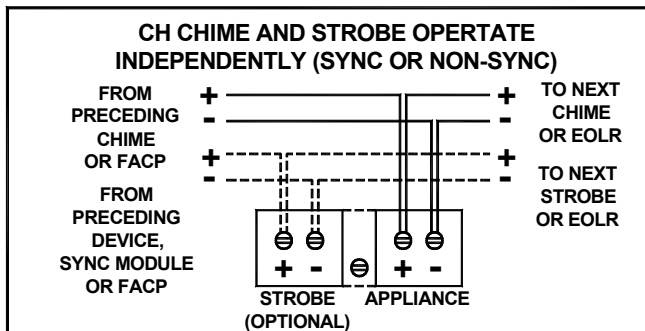 CH CHIME AND STROBE OPERTATE
INDEPENDENTLY (SYNC OR NON-SYNC)
FROM
PRECEDING
CHIME
OR FACP
+
-
+
-
FROM
PRECEDING
DEVICE,
SYNC MODULE
OR FACP
+
-
+
-
TO NEXT
CHIME
OR EOLR
TO NEXT
STROBE
OR EOLR
+ - + -
STROBE
(OPTIONAL)
APPLIANCE